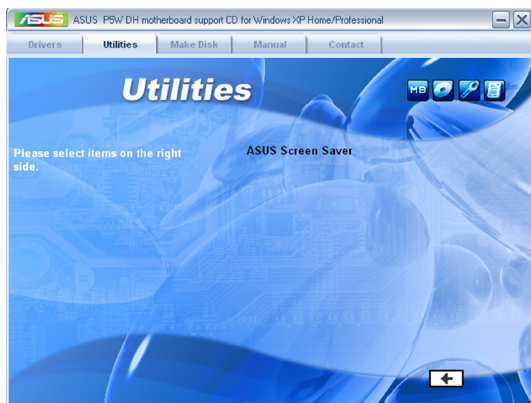 ASUS ASUS P5W DH motherboard support CD for Windows XP Home/Professional
Drivers Utilities Make Disk Manual Contact
Utilities
MB
Please select items on the right
side.
ASUS Screen Saver